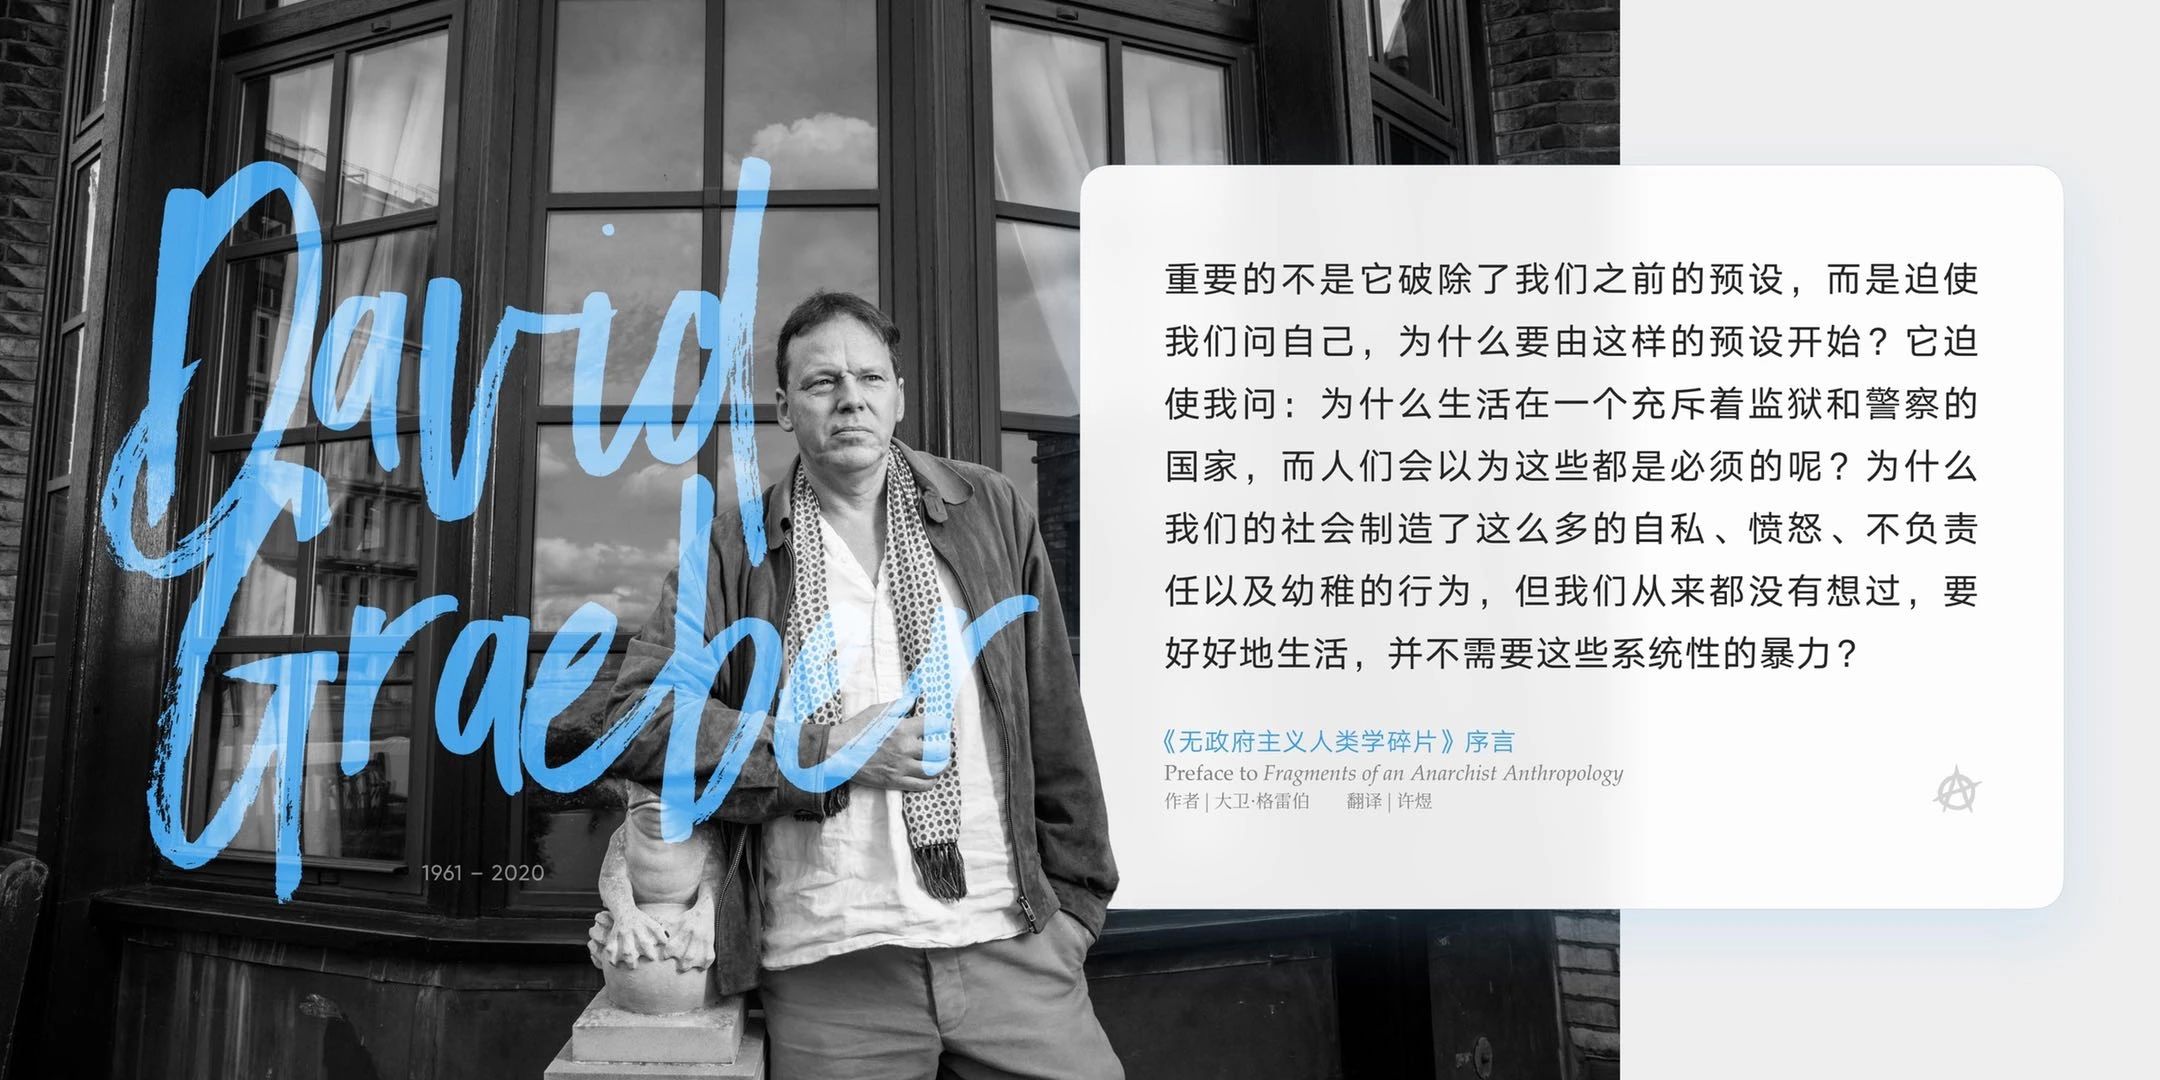 David
Graeber
1961 – 2020
重要的不是它破除了我们之前的预设，而是迫使
我们问自己，为什么要由这样的预设开始？它迫
使我问：为什么生活在一个充斥着监狱和警察的
国家，而人们会以为这些都是必须的呢？为什么
我们的社会制造了这么多的自私、愤怒、不负责
任以及幼稚的行为，但我们从来都没有想过，要
好好地生活，并不需要这些系统性的暴力？
《无政府主义人类学碎片》序言
Preface to Fragments of an Anarchist Anthropology
作者 | 大卫·格雷伯 翻译 | 许煜